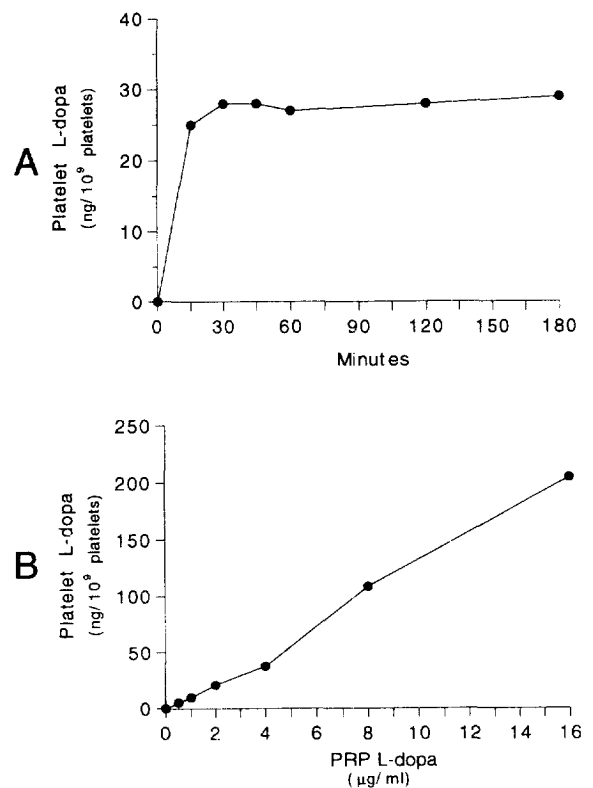 A
Platelet L-dopa
(ng/10⁹ platelets)
40
30
20
10
0
0 30 60 90 120 150 180
Minutes
B
Platelet L-dopa
(ng/10⁹ platelets)
250
200
150
100
50
0
0 2 4 6 8 10 12 14 16
PRP L-dopa
(µg/ml)